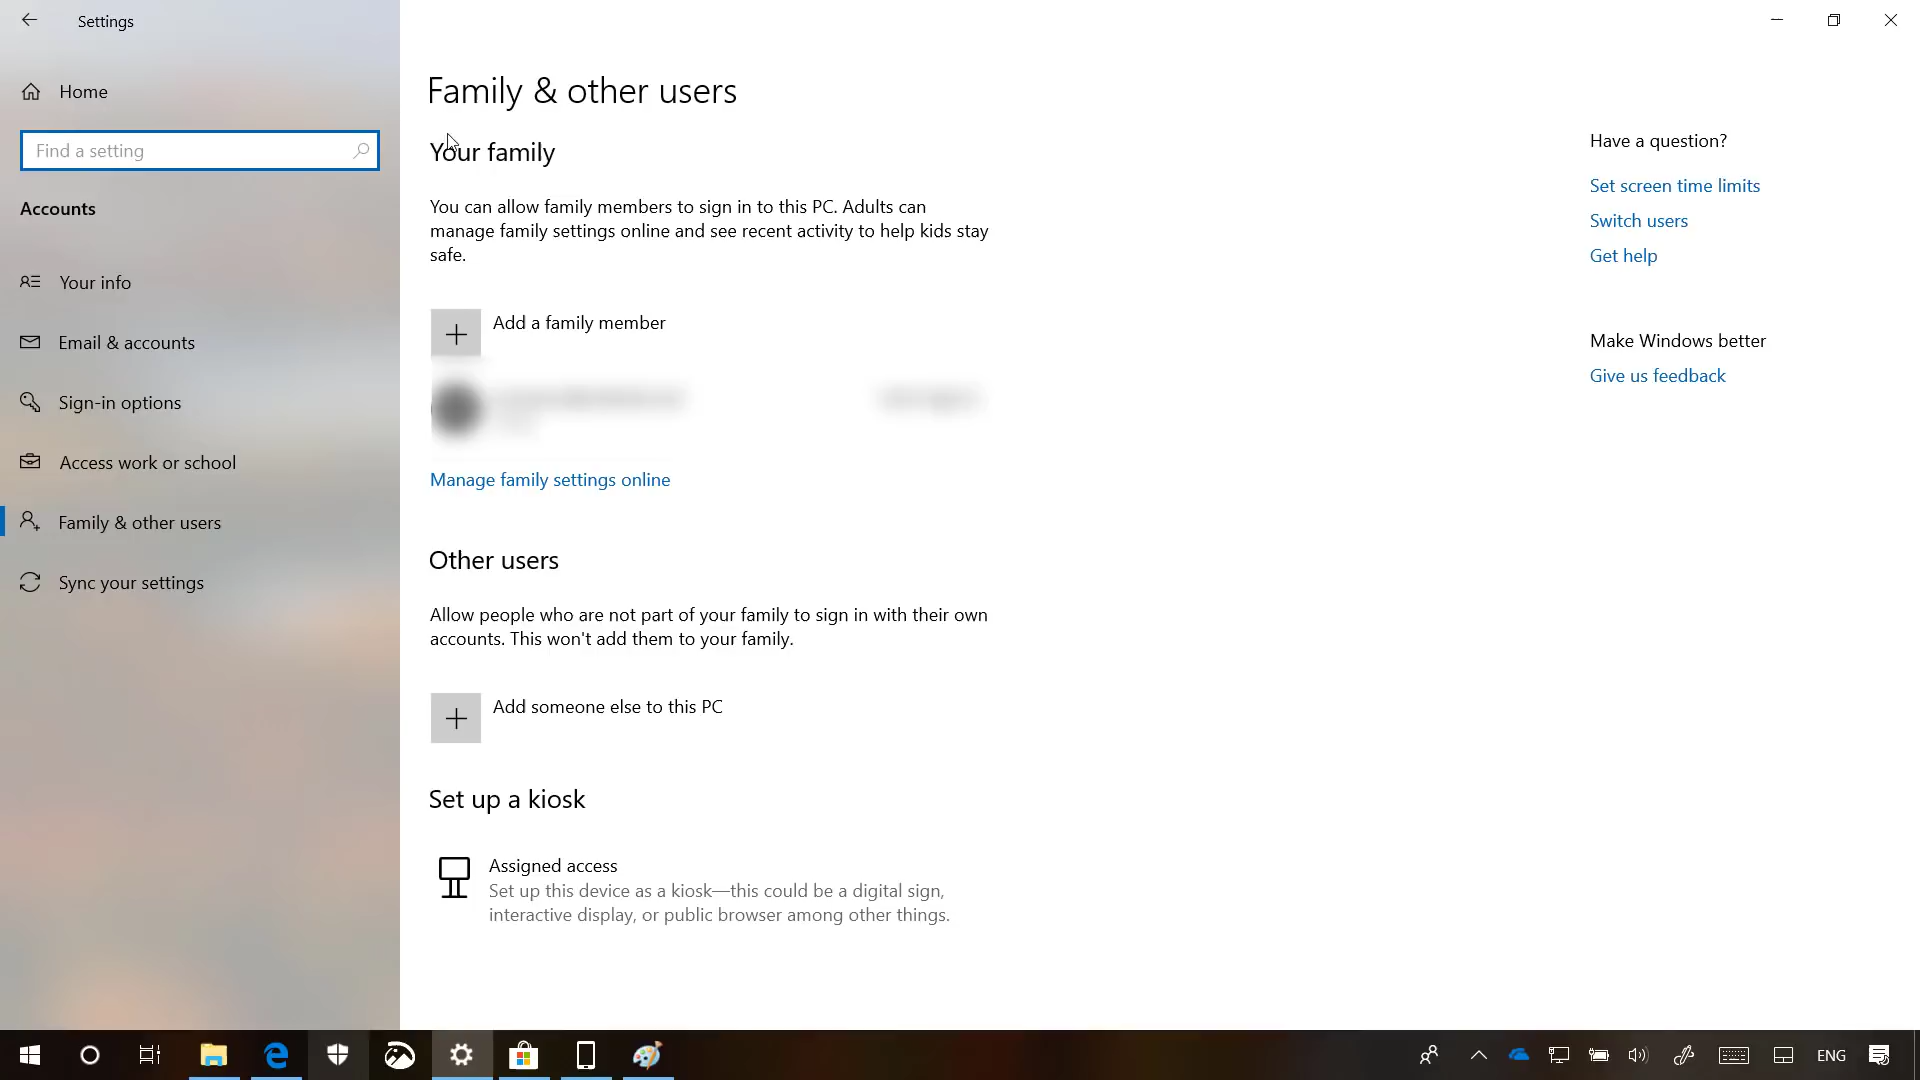 Settings
Home
Find a setting
Accounts
Your info
Email & accounts
Sign-in options
Access work or school
Family & other users
Sync your settings
Family & other users
Your family
You can allow family members to sign in to this PC. Adults can
manage family settings online and see recent activity to help kids stay
safe.
Add a family member
Manage family settings online
Other users
Allow people who are not part of your family to sign in with their own
accounts. This won't add them to your family.
Add someone else to this PC
Set up a kiosk
Assigned access
Set up this device as a kiosk—this could be a digital sign,
interactive display, or public browser among other things.
Have a question?
Set screen time limits
Switch users
Get help
Make Windows better
Give us feedback
ENG